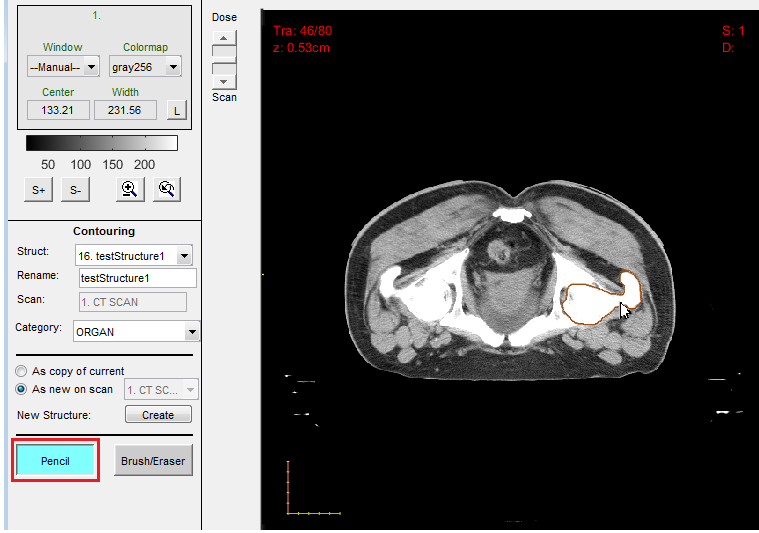 1.
Window Colormap
--Manual-- gray256
Center Width
133.21 231.56 L
50 100 150 200
S+ S-
Contouring
Struct: 16. testStructure1
Rename: testStructure1
Scan: 1. CT SCAN
Category: ORGAN
As copy of current
As new on scan 1. CT SC...
New Structure: Create
Pencil Brush/Eraser
Dose
Scan
Tra: 46/80
z: 0.53cm
S: 1
D: